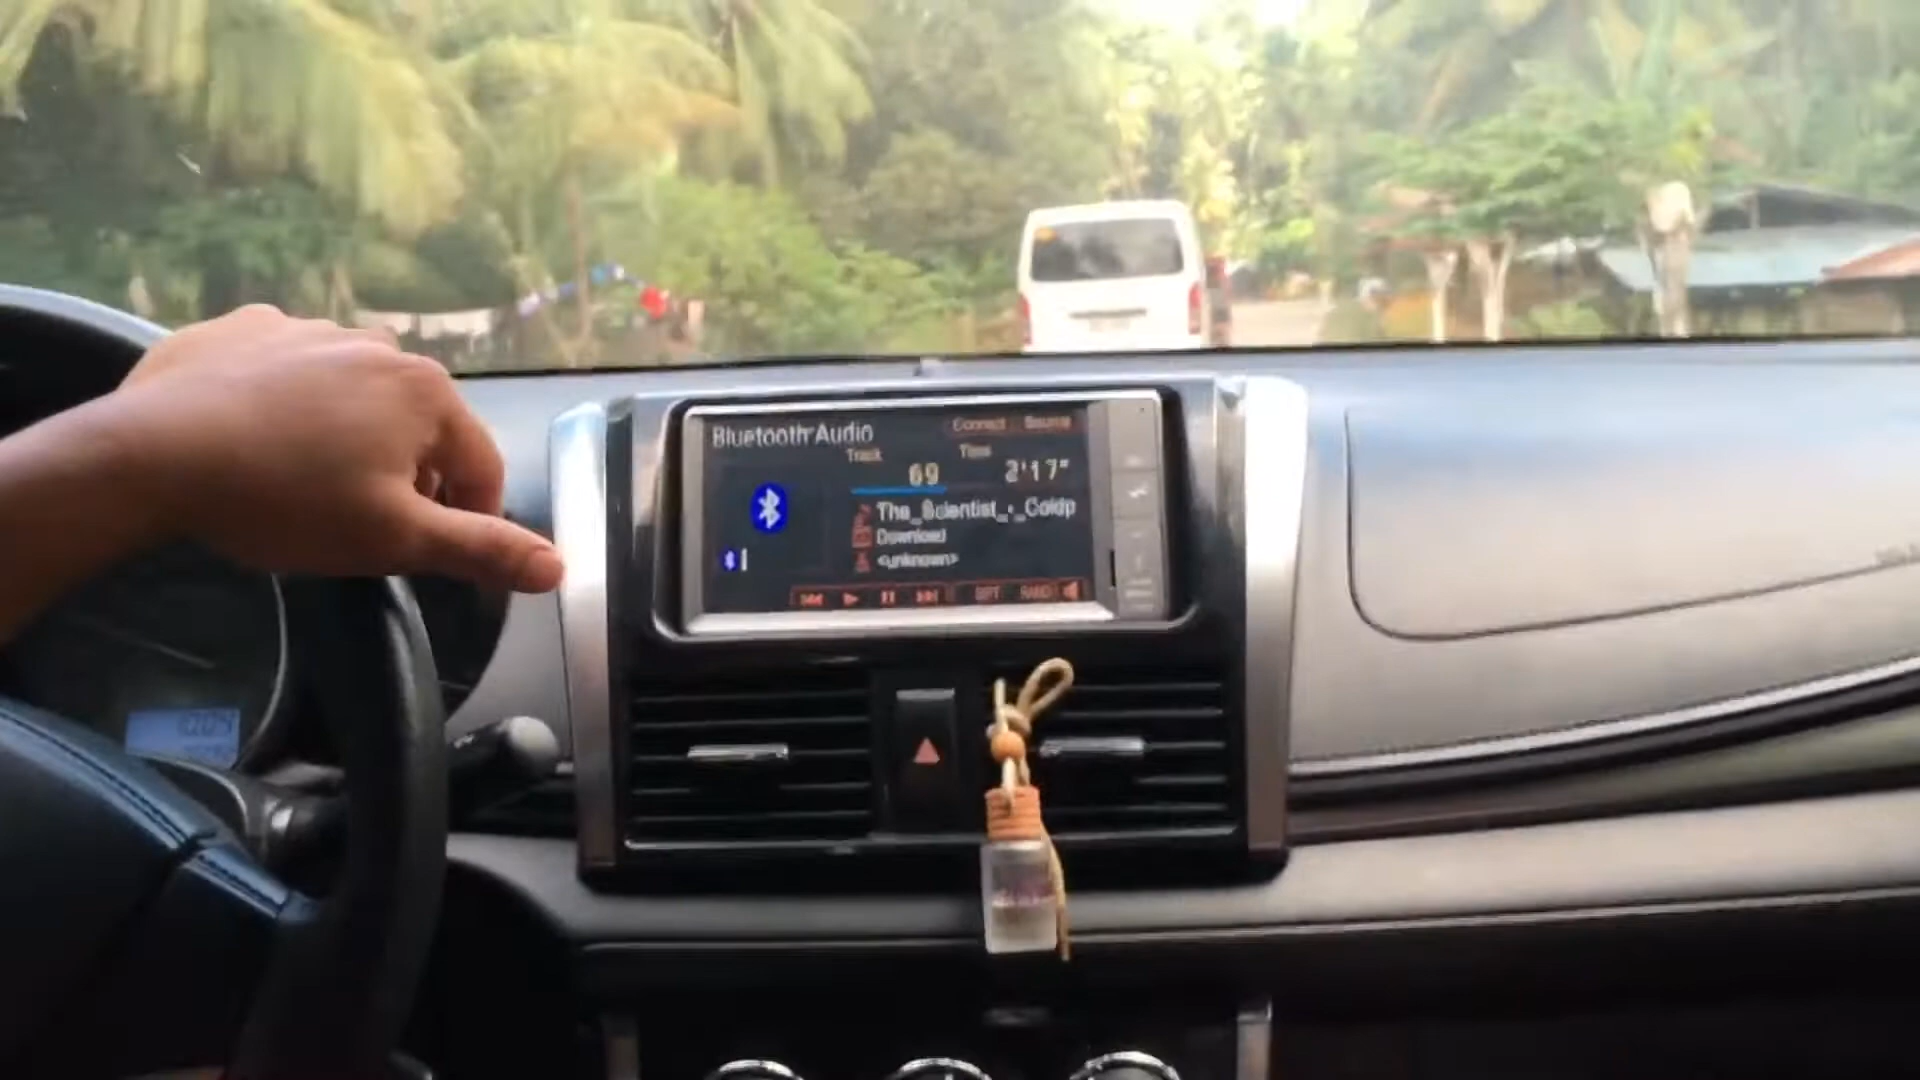 Bluetooth Audio
Connect Source
Track
Time
69
2'17"
The_Scientist_-_Coldp
Download
<unknown>
RPT RAND